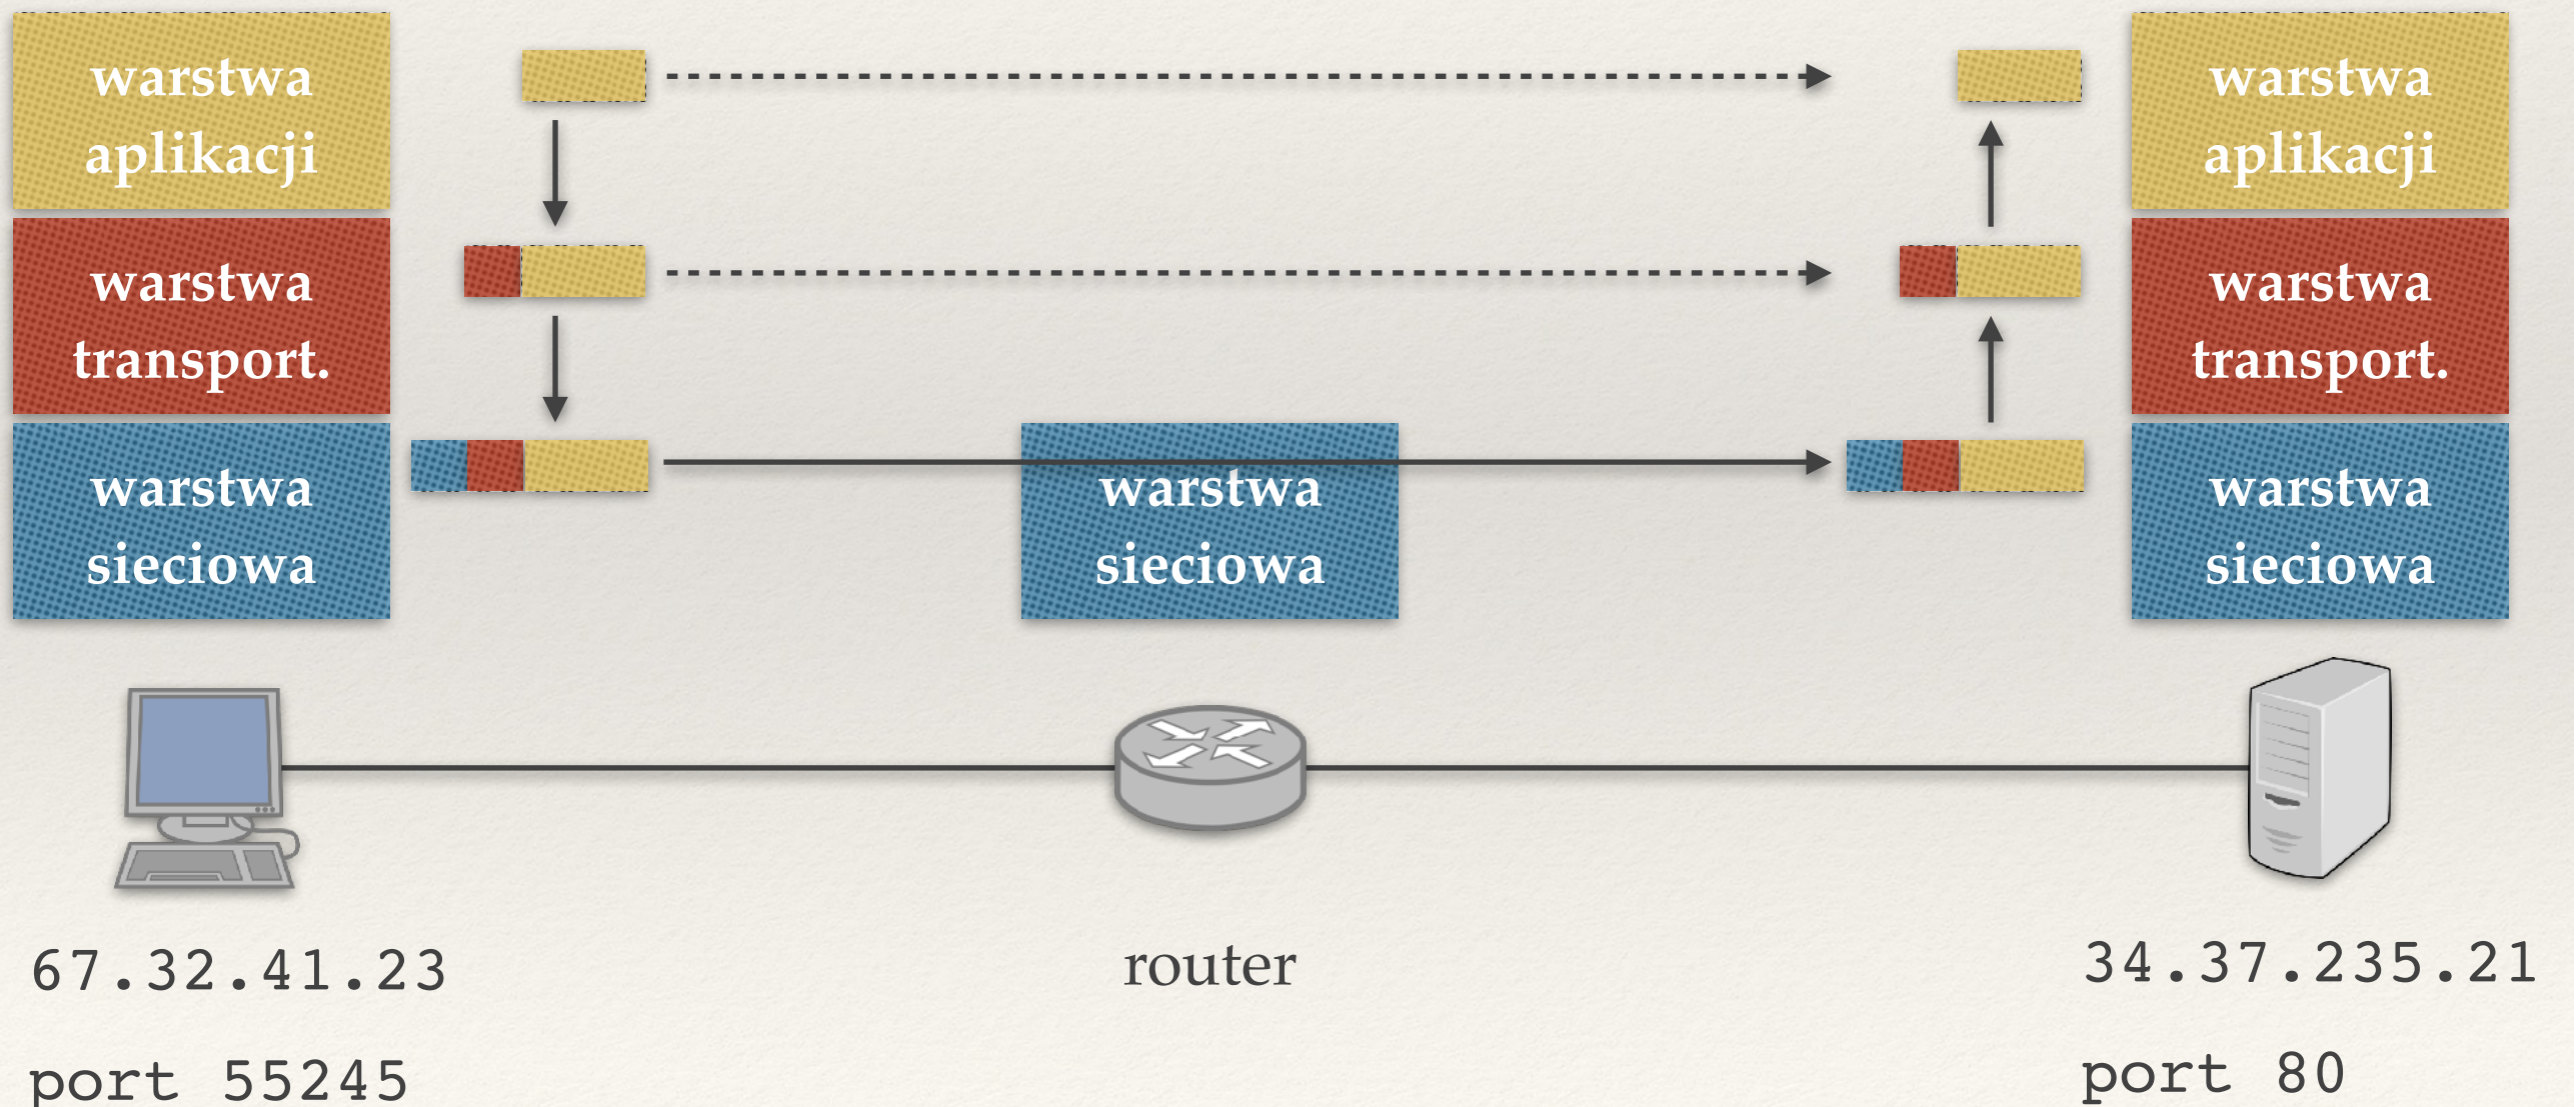 warstwa
aplikacji
warstwa
transport.
warstwa
sieciowa
warstwa
sieciowa
warstwa
aplikacji
warstwa
transport.
warstwa
sieciowa
67.32.41.23
port 55245
router
34.37.235.21
port 80